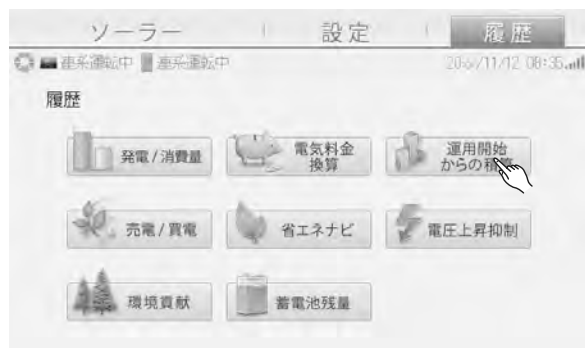 ソーラー 設定 履歴
連系運転中 連系運転中 20xx/11/12 08:35
履歴
発電/消費量 電気料金換算 運用開始からの積算
売電/買電 省エネナビ 電圧上昇抑制
環境貢献 蓄電池残量